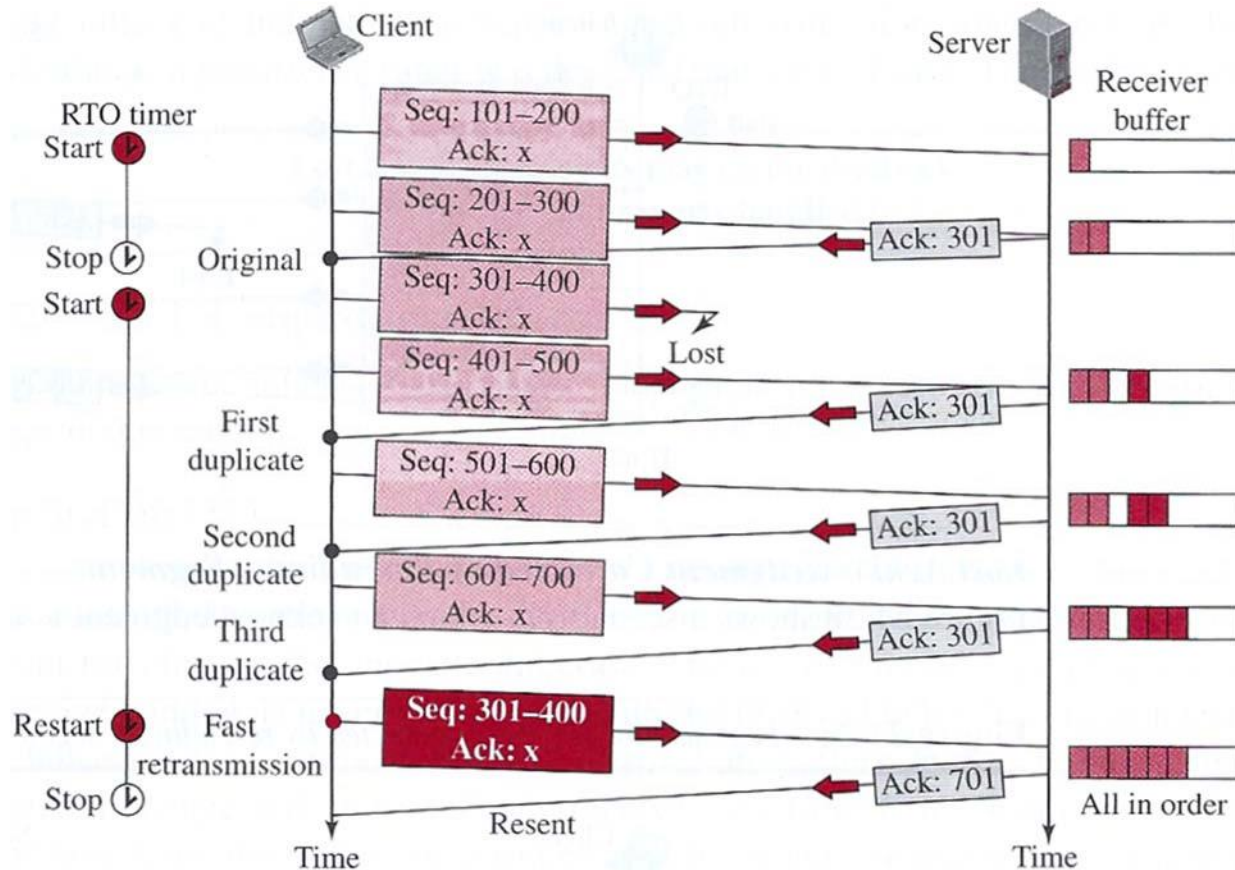 Client
Server
Receiver
buffer
RTO timer
Start
Seq: 101–200
Ack: x
Seq: 201–300
Ack: x
Ack: 301
Stop
Original
Start
Seq: 301–400
Ack: x
Lost
Seq: 401–500
Ack: x
Ack: 301
First
duplicate
Seq: 501–600
Ack: x
Ack: 301
Second
duplicate
Seq: 601–700
Ack: x
Ack: 301
Third
duplicate
Seq: 301–400
Ack: x
Restart
Fast
retransmission
Ack: 701
Stop
Resent
All in order
Time
Time